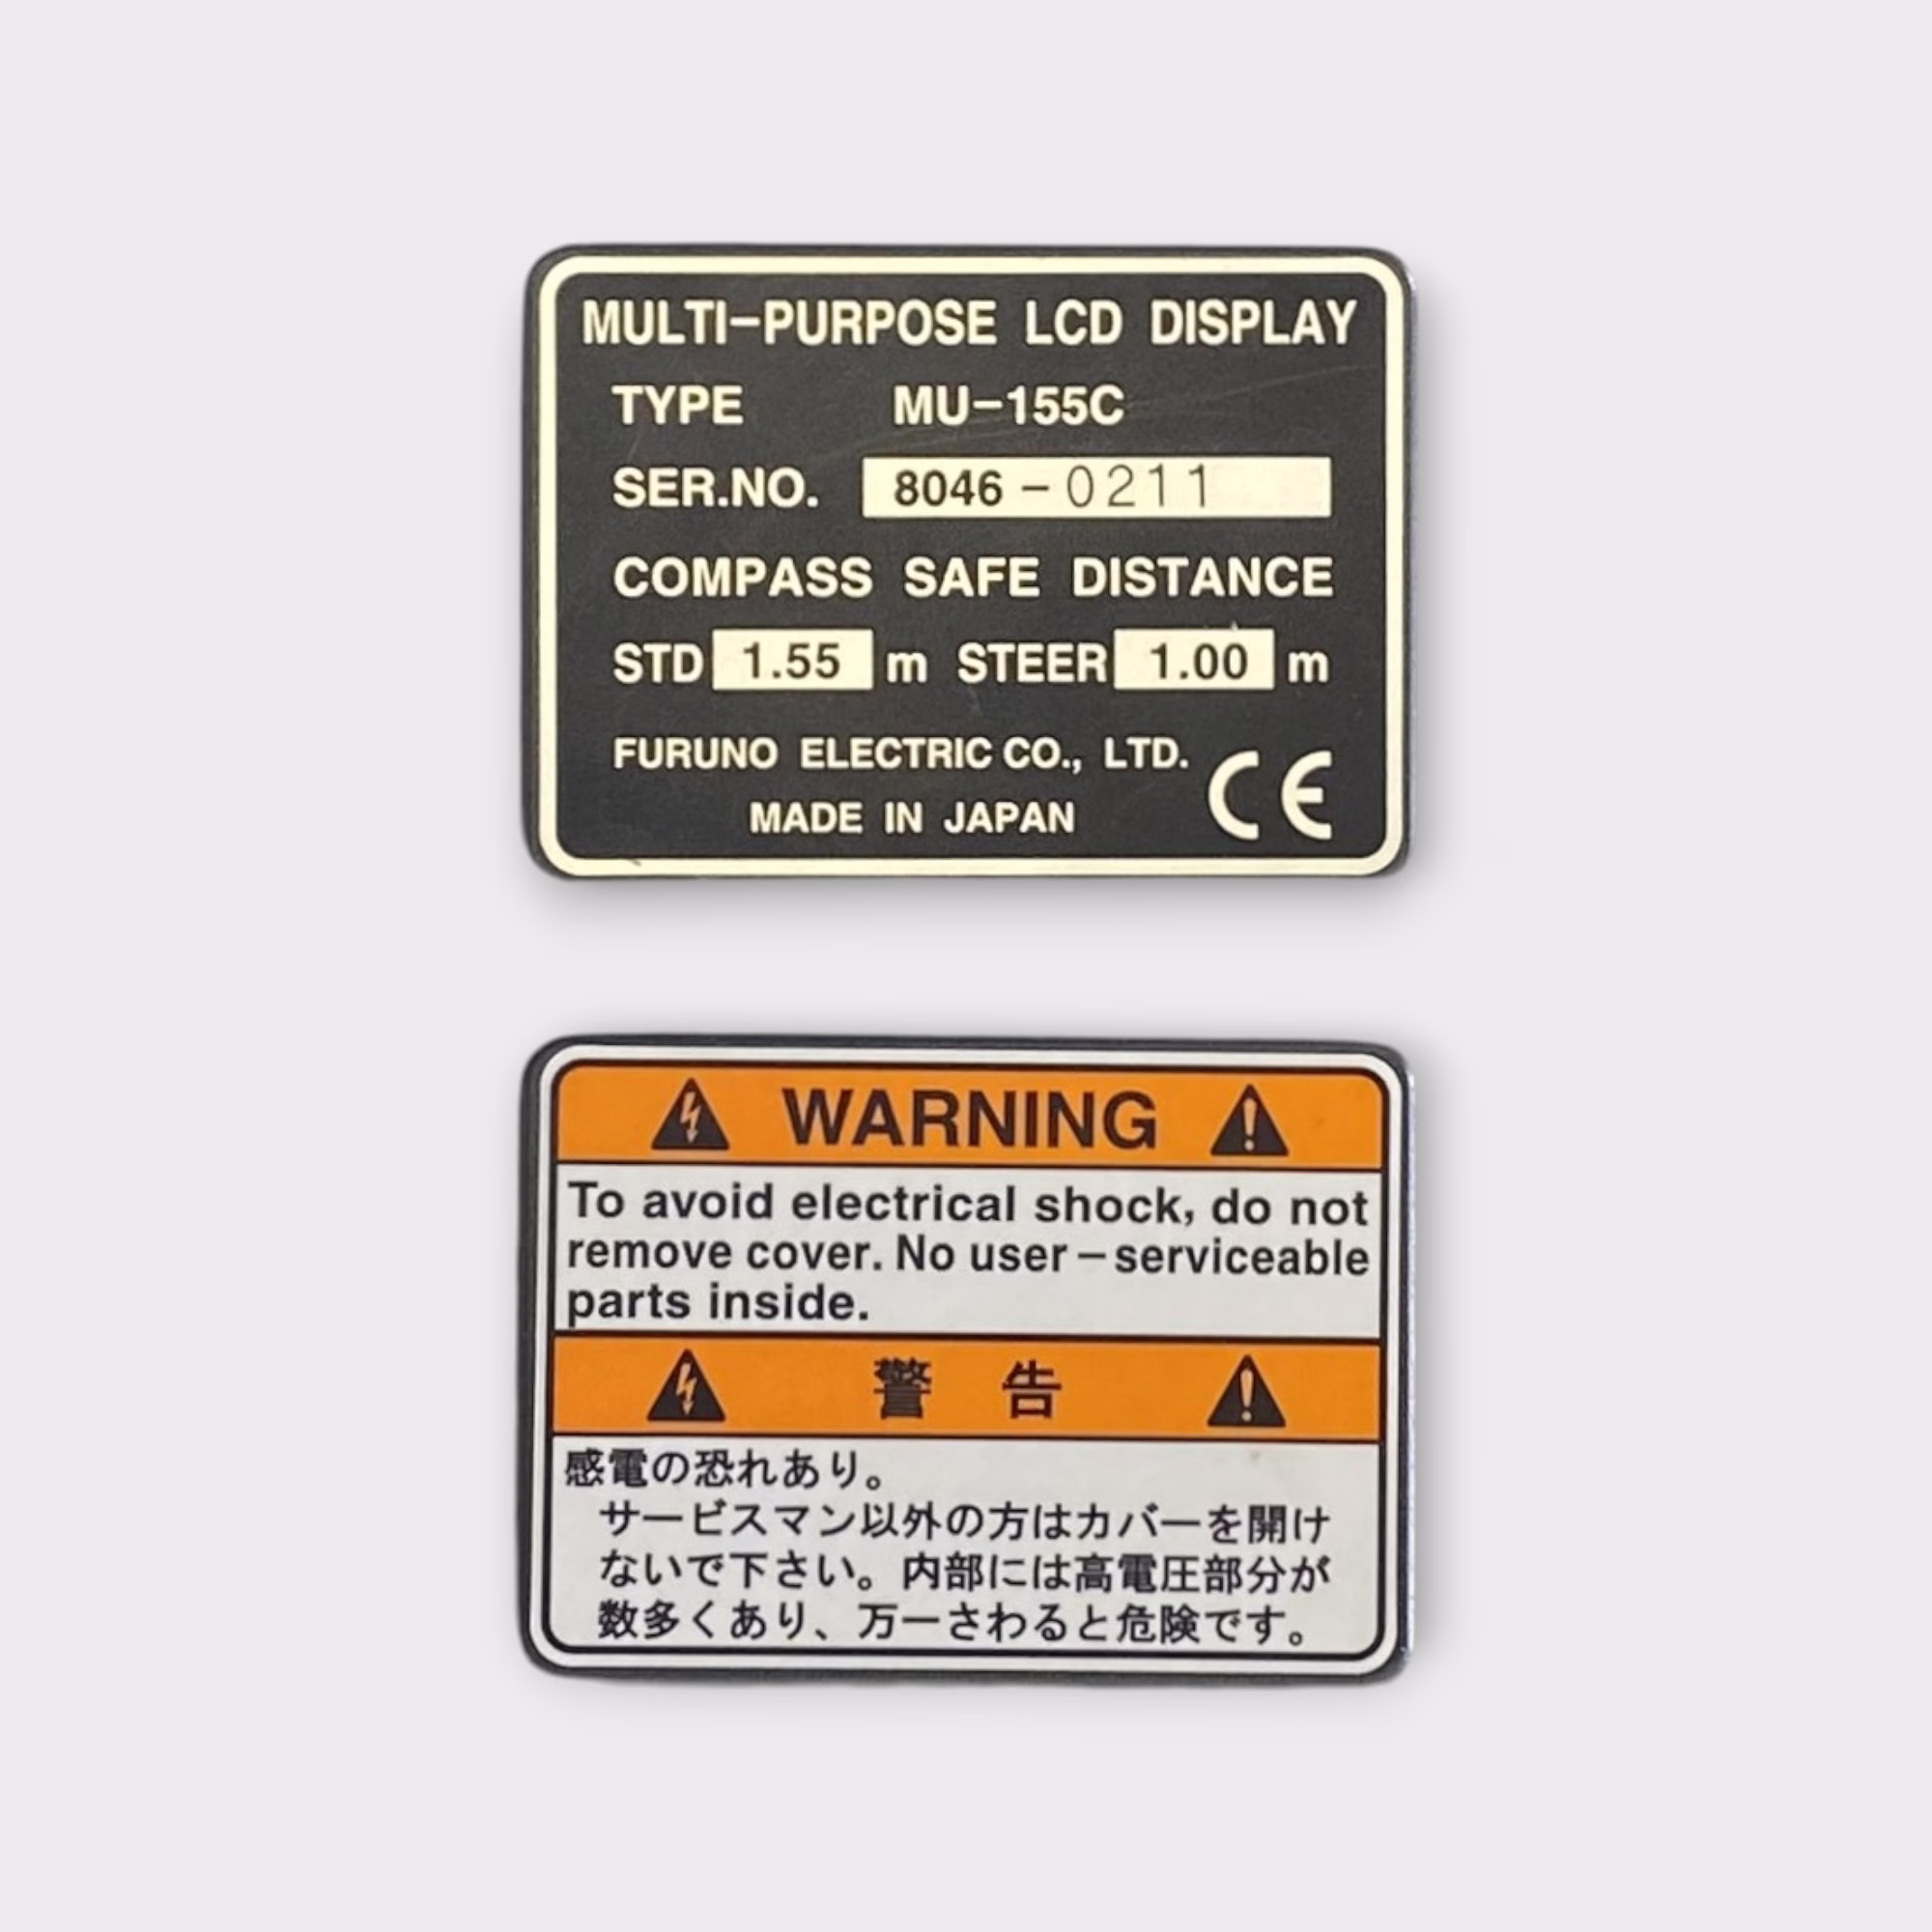 MULTI-PURPOSE LCD DISPLAY
TYPE MU-155C
SER.NO. 8046-0211
COMPASS SAFE DISTANCE
STD 1.55 m STEER 1.00 m
FURUNO ELECTRIC CO., LTD.
MADE IN JAPAN CE
WARNING
To avoid electrical shock, do not
remove cover. No user-serviceable
parts inside.
警 告
感電の恐れあり。
サービスマン以外の方はカバーを開け
ないで下さい。内部には高電圧部分が
数多くあり、万一さわると危険です。